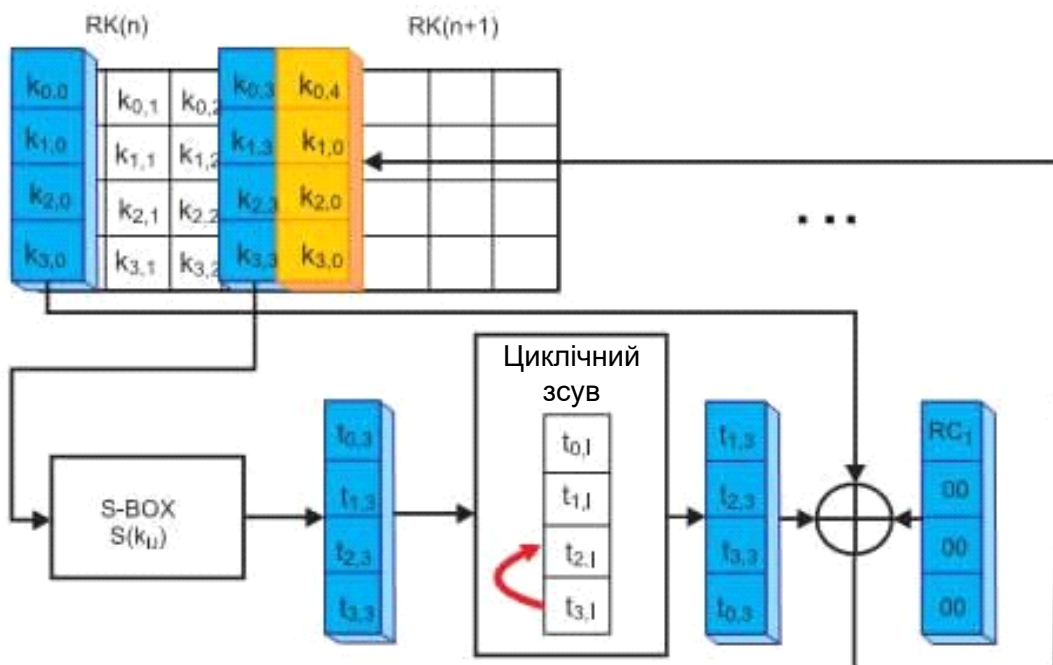 RK(n) RK(n+1)
k0,0 k0,1 k0,2 k0,3 k0,4
k1,0 k1,1 k1,2 k1,3 k1,0
k2,0 k2,1 k2,2 k2,3 k2,0
k3,0 k3,1 k3,2 k3,3 k3,0
...
Циклічний
зсув
S-BOX
S(kIJ)
t0,3
t1,3
t2,3
t3,3
t0,I
t1,I
t2,I
t3,I
t1,3
t2,3
t3,3
t0,3
RC1
00
00
00